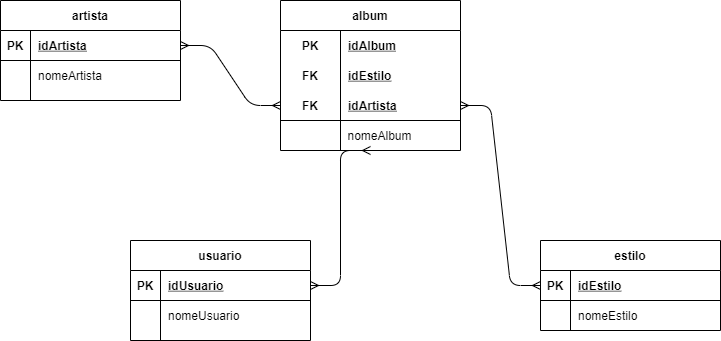 artista
PK idArtista
nomeArtista
album
PK idAlbum
FK idEstilo
FK idArtista
nomeAlbum
usuario
PK idUsuario
nomeUsuario
estilo
PK idEstilo
nomeEstilo